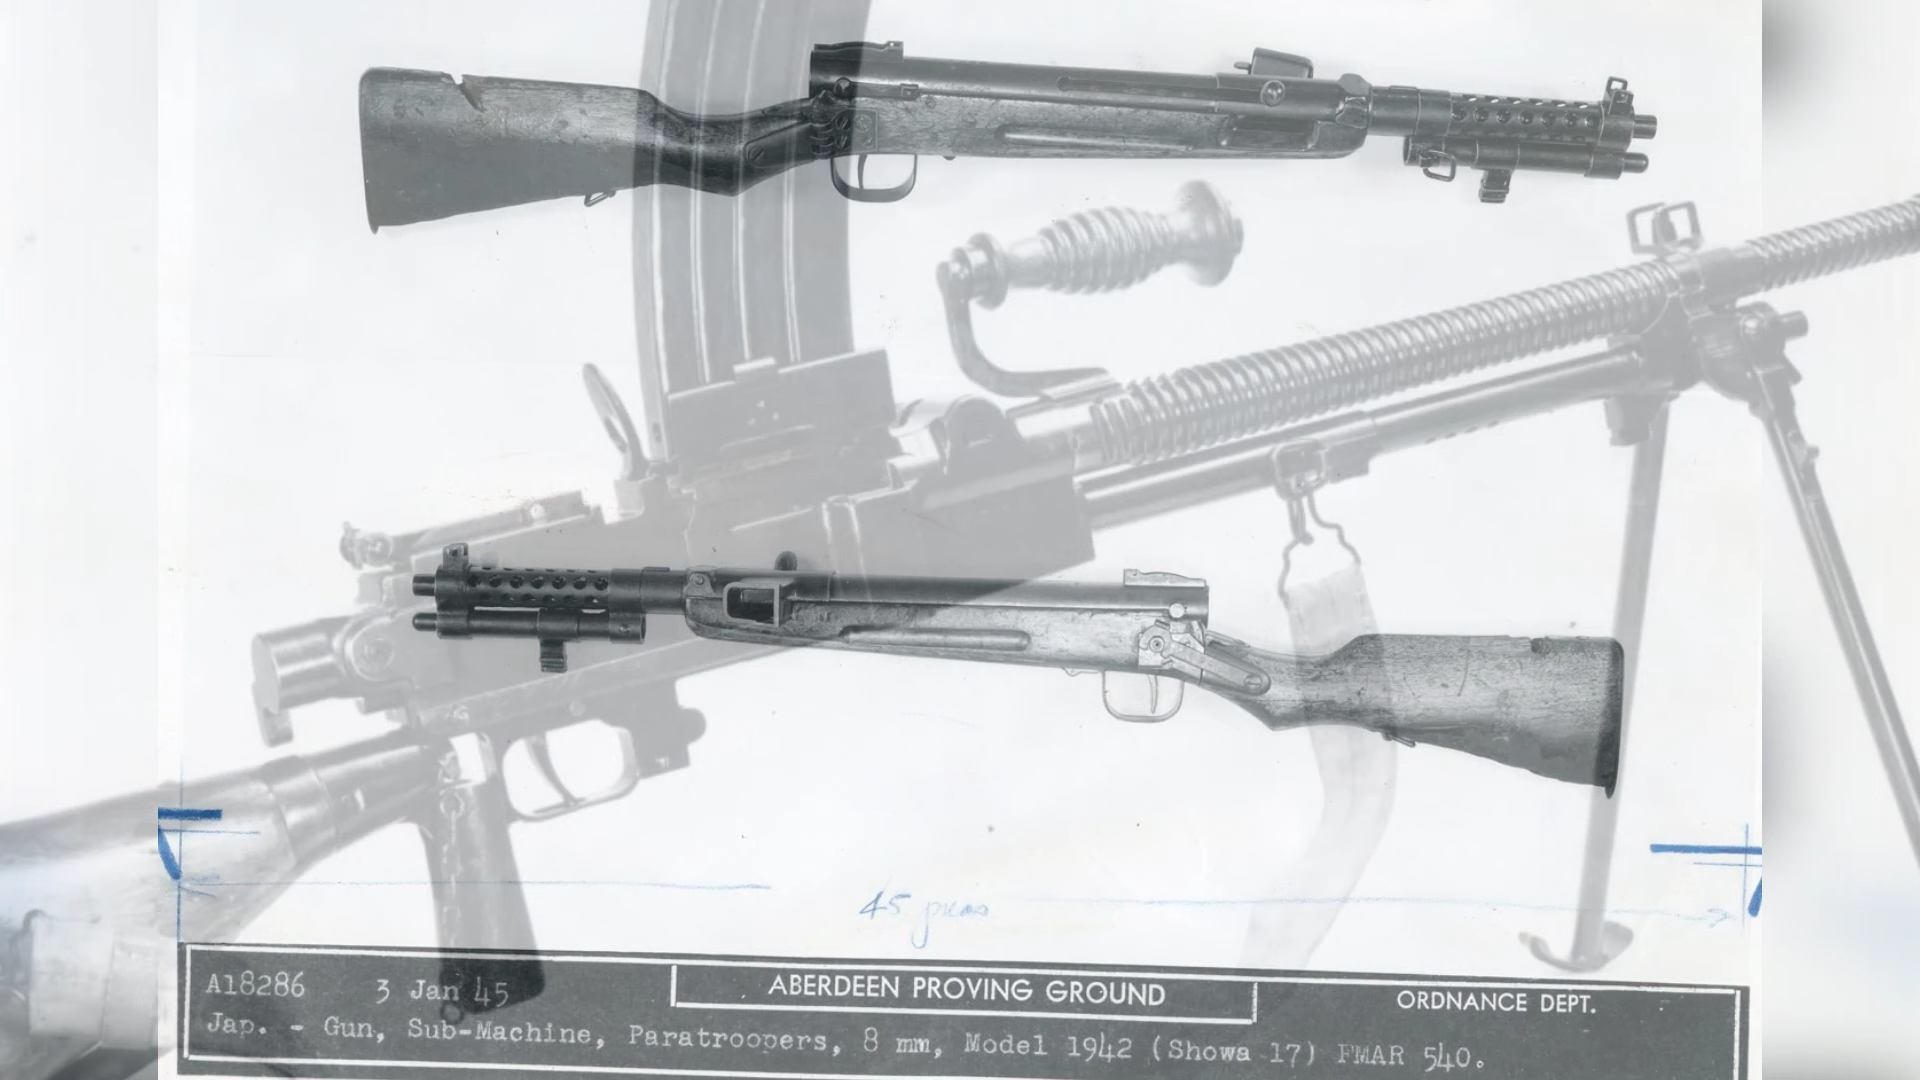 45 picas
A18286 3 Jan 45 ABERDEEN PROVING GROUND ORDNANCE DEPT.
Jap. - Gun, Sub-Machine, Paratroopers, 8 mm, Model 1942 (Showa 17) FMAR 540.